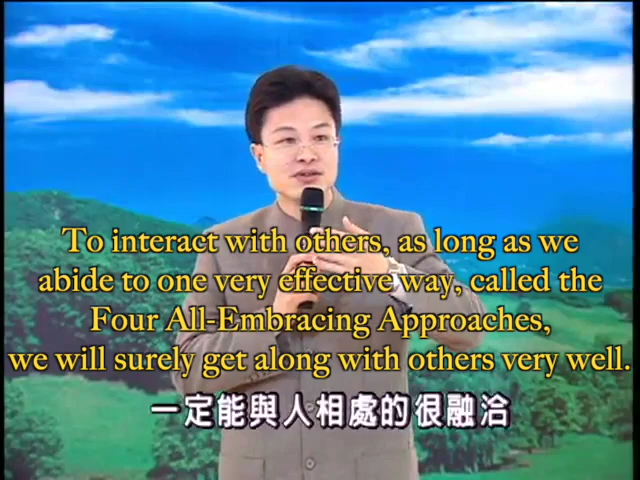 To interact with others, as long as we
abide to one very effective way, called the
Four All-Embracing Approaches,
we will surely get along with others very well.
一定能與人相處的很融洽